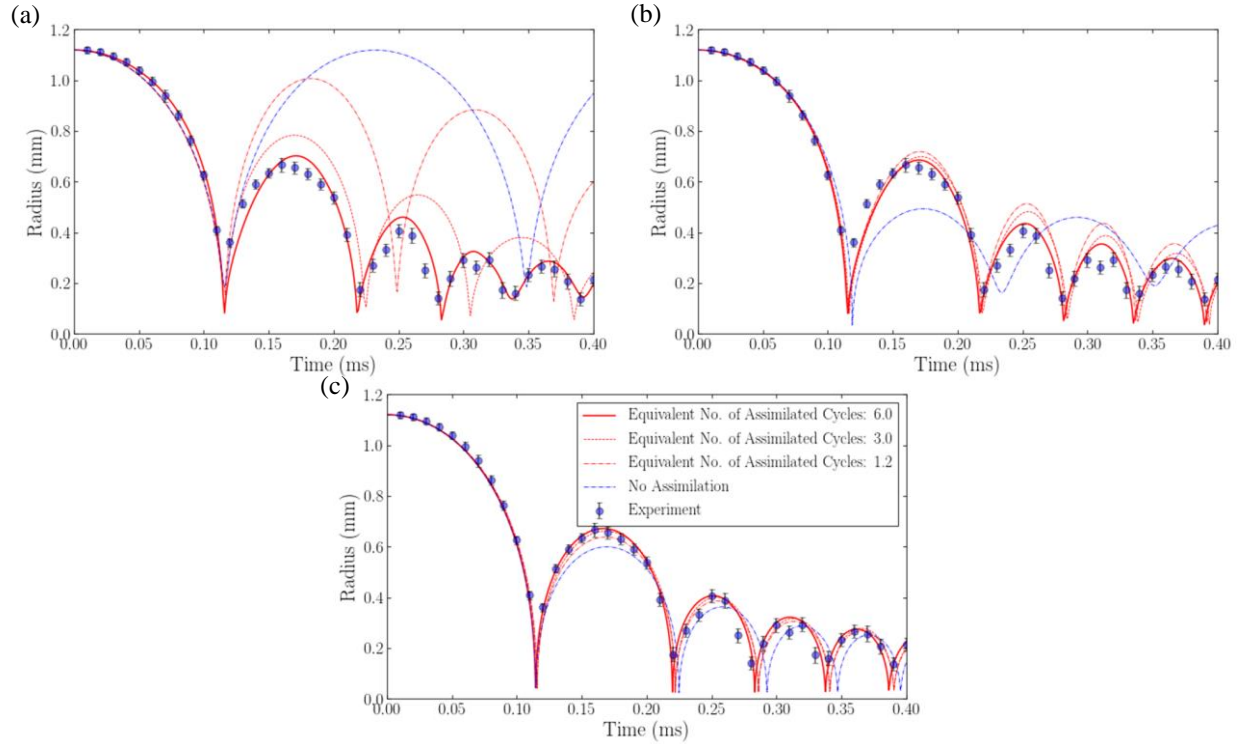 (a)
1.2
1.0
0.8
0.6
0.4
0.2
0.0
Radius (mm)
0.00 0.05 0.10 0.15 0.20 0.25 0.30 0.35 0.40
Time (ms)
(b)
1.2
1.0
0.8
0.6
0.4
0.2
0.0
Radius (mm)
0.00 0.05 0.10 0.15 0.20 0.25 0.30 0.35 0.40
Time (ms)
(c)
1.2
1.0
0.8
0.6
0.4
0.2
0.0
Radius (mm)
Equivalent No. of Assimilated Cycles: 6.0
Equivalent No. of Assimilated Cycles: 3.0
Equivalent No. of Assimilated Cycles: 1.2
No Assimilation
Experiment
0.00 0.05 0.10 0.15 0.20 0.25 0.30 0.35 0.40
Time (ms)